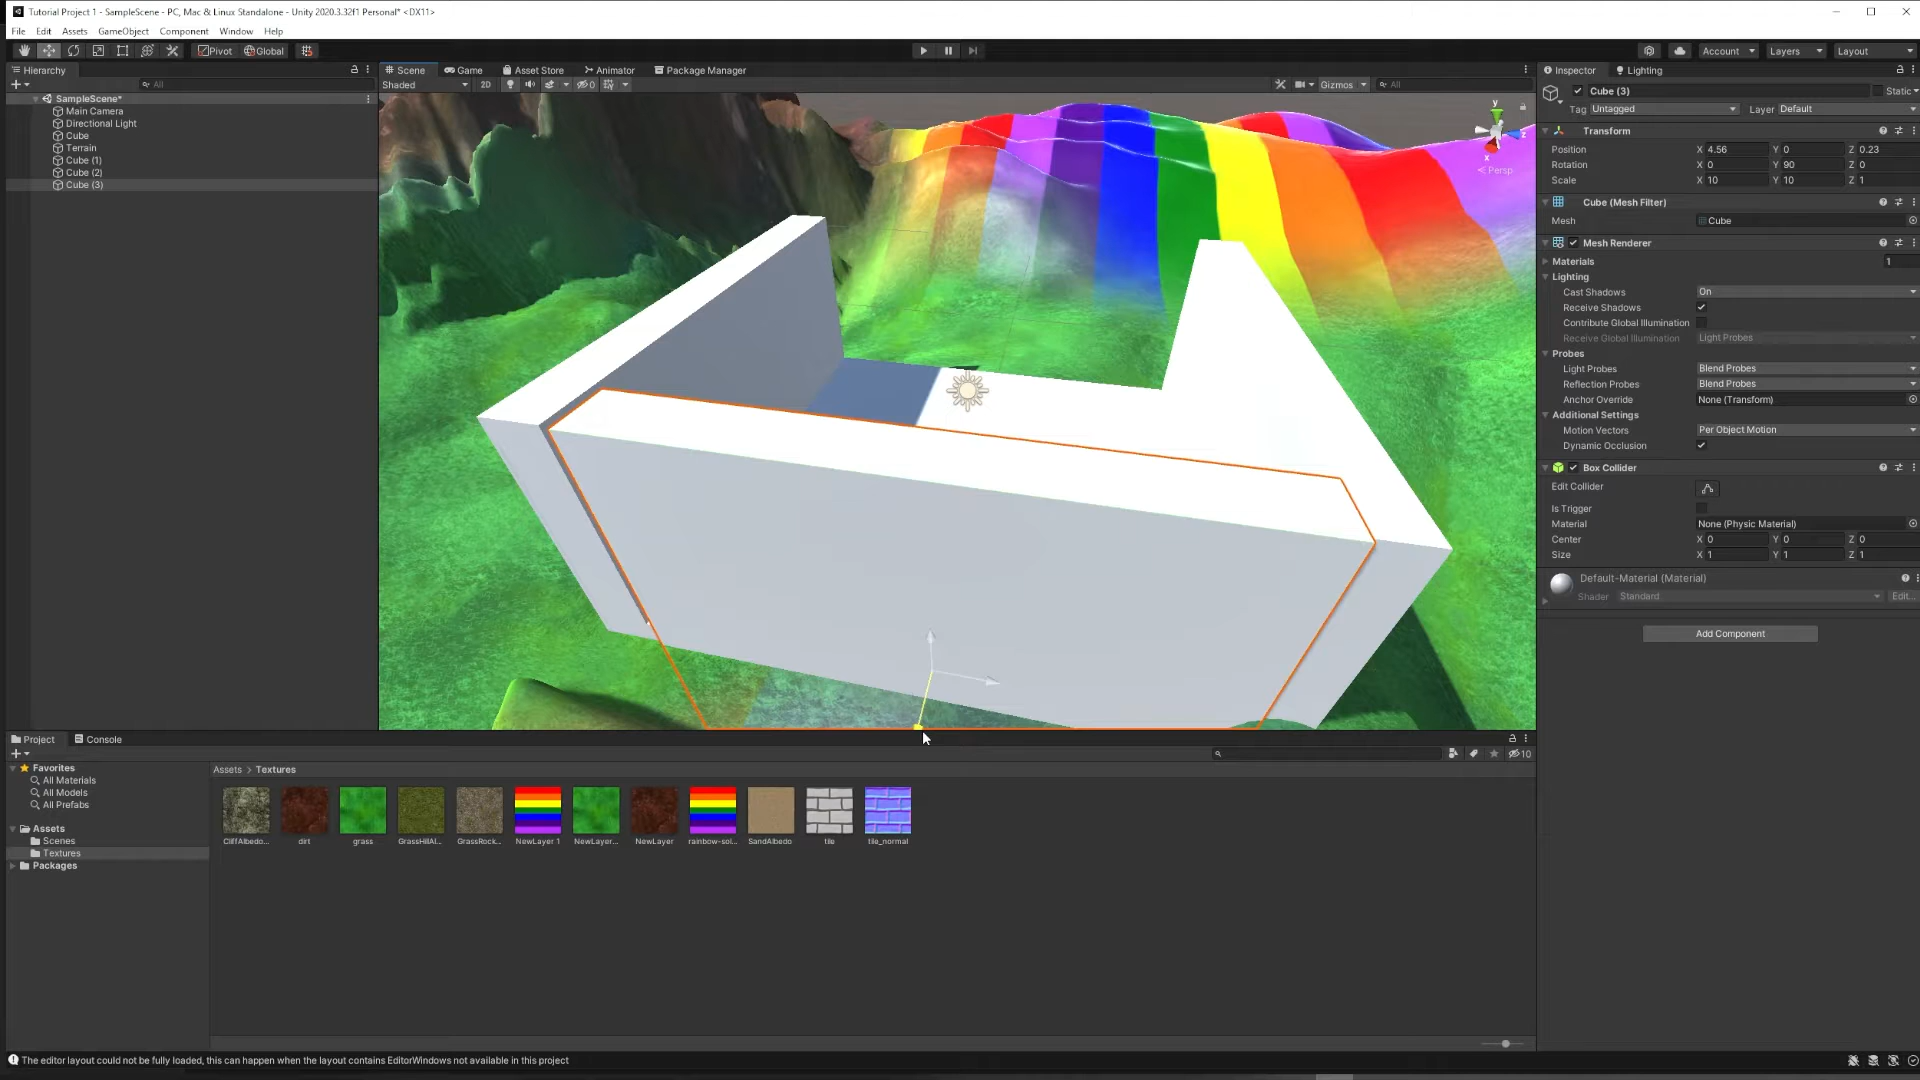 Tutorial Project 1 - SampleScene - PC, Mac & Linux Standalone - Unity 2020.3.32f1 Personal* <DX11>
File Edit Assets GameObject Component Window Help
Pivot Global Account Layers Layout
Hierarchy
All
SampleScene*
Main Camera
Directional Light
Cube
Terrain
Cube (1)
Cube (2)
Cube (3)
Scene Game Asset Store Animator Package Manager
Shaded 2D 0 Gizmos All
y
z
x
< Persp
Inspector Lighting
Cube (3) Static
Tag Untagged Layer Default
Transform
Position X 4.56 Y 0 Z 0.23
Rotation X 0 Y 90 Z 0
Scale X 10 Y 10 Z 1
Cube (Mesh Filter)
Mesh Cube
Mesh Renderer
Materials 1
Lighting
Cast Shadows On
Receive Shadows
Contribute Global Illumination
Receive Global Illumination Light Probes
Probes
Light Probes Blend Probes
Reflection Probes Blend Probes
Anchor Override None (Transform)
Additional Settings
Motion Vectors Per Object Motion
Dynamic Occlusion
Box Collider
Edit Collider
Is Trigger
Material None (Physic Material)
Center X 0 Y 0 Z 0
Size X 1 Y 1 Z 1
Default-Material (Material)
Shader Standard Edit...
Add Component
Project Console
10
Favorites
All Materials
All Models
All Prefabs
Assets
Scenes
Textures
Packages
Assets > Textures
CliffAlbedo... dirt grass GrassHillAl... GrassRock... NewLayer 1 NewLayer... NewLayer rainbow-sol... SandAlbedo tile tile_normal
The editor layout could not be fully loaded, this can happen when the layout contains EditorWindows not available in this project